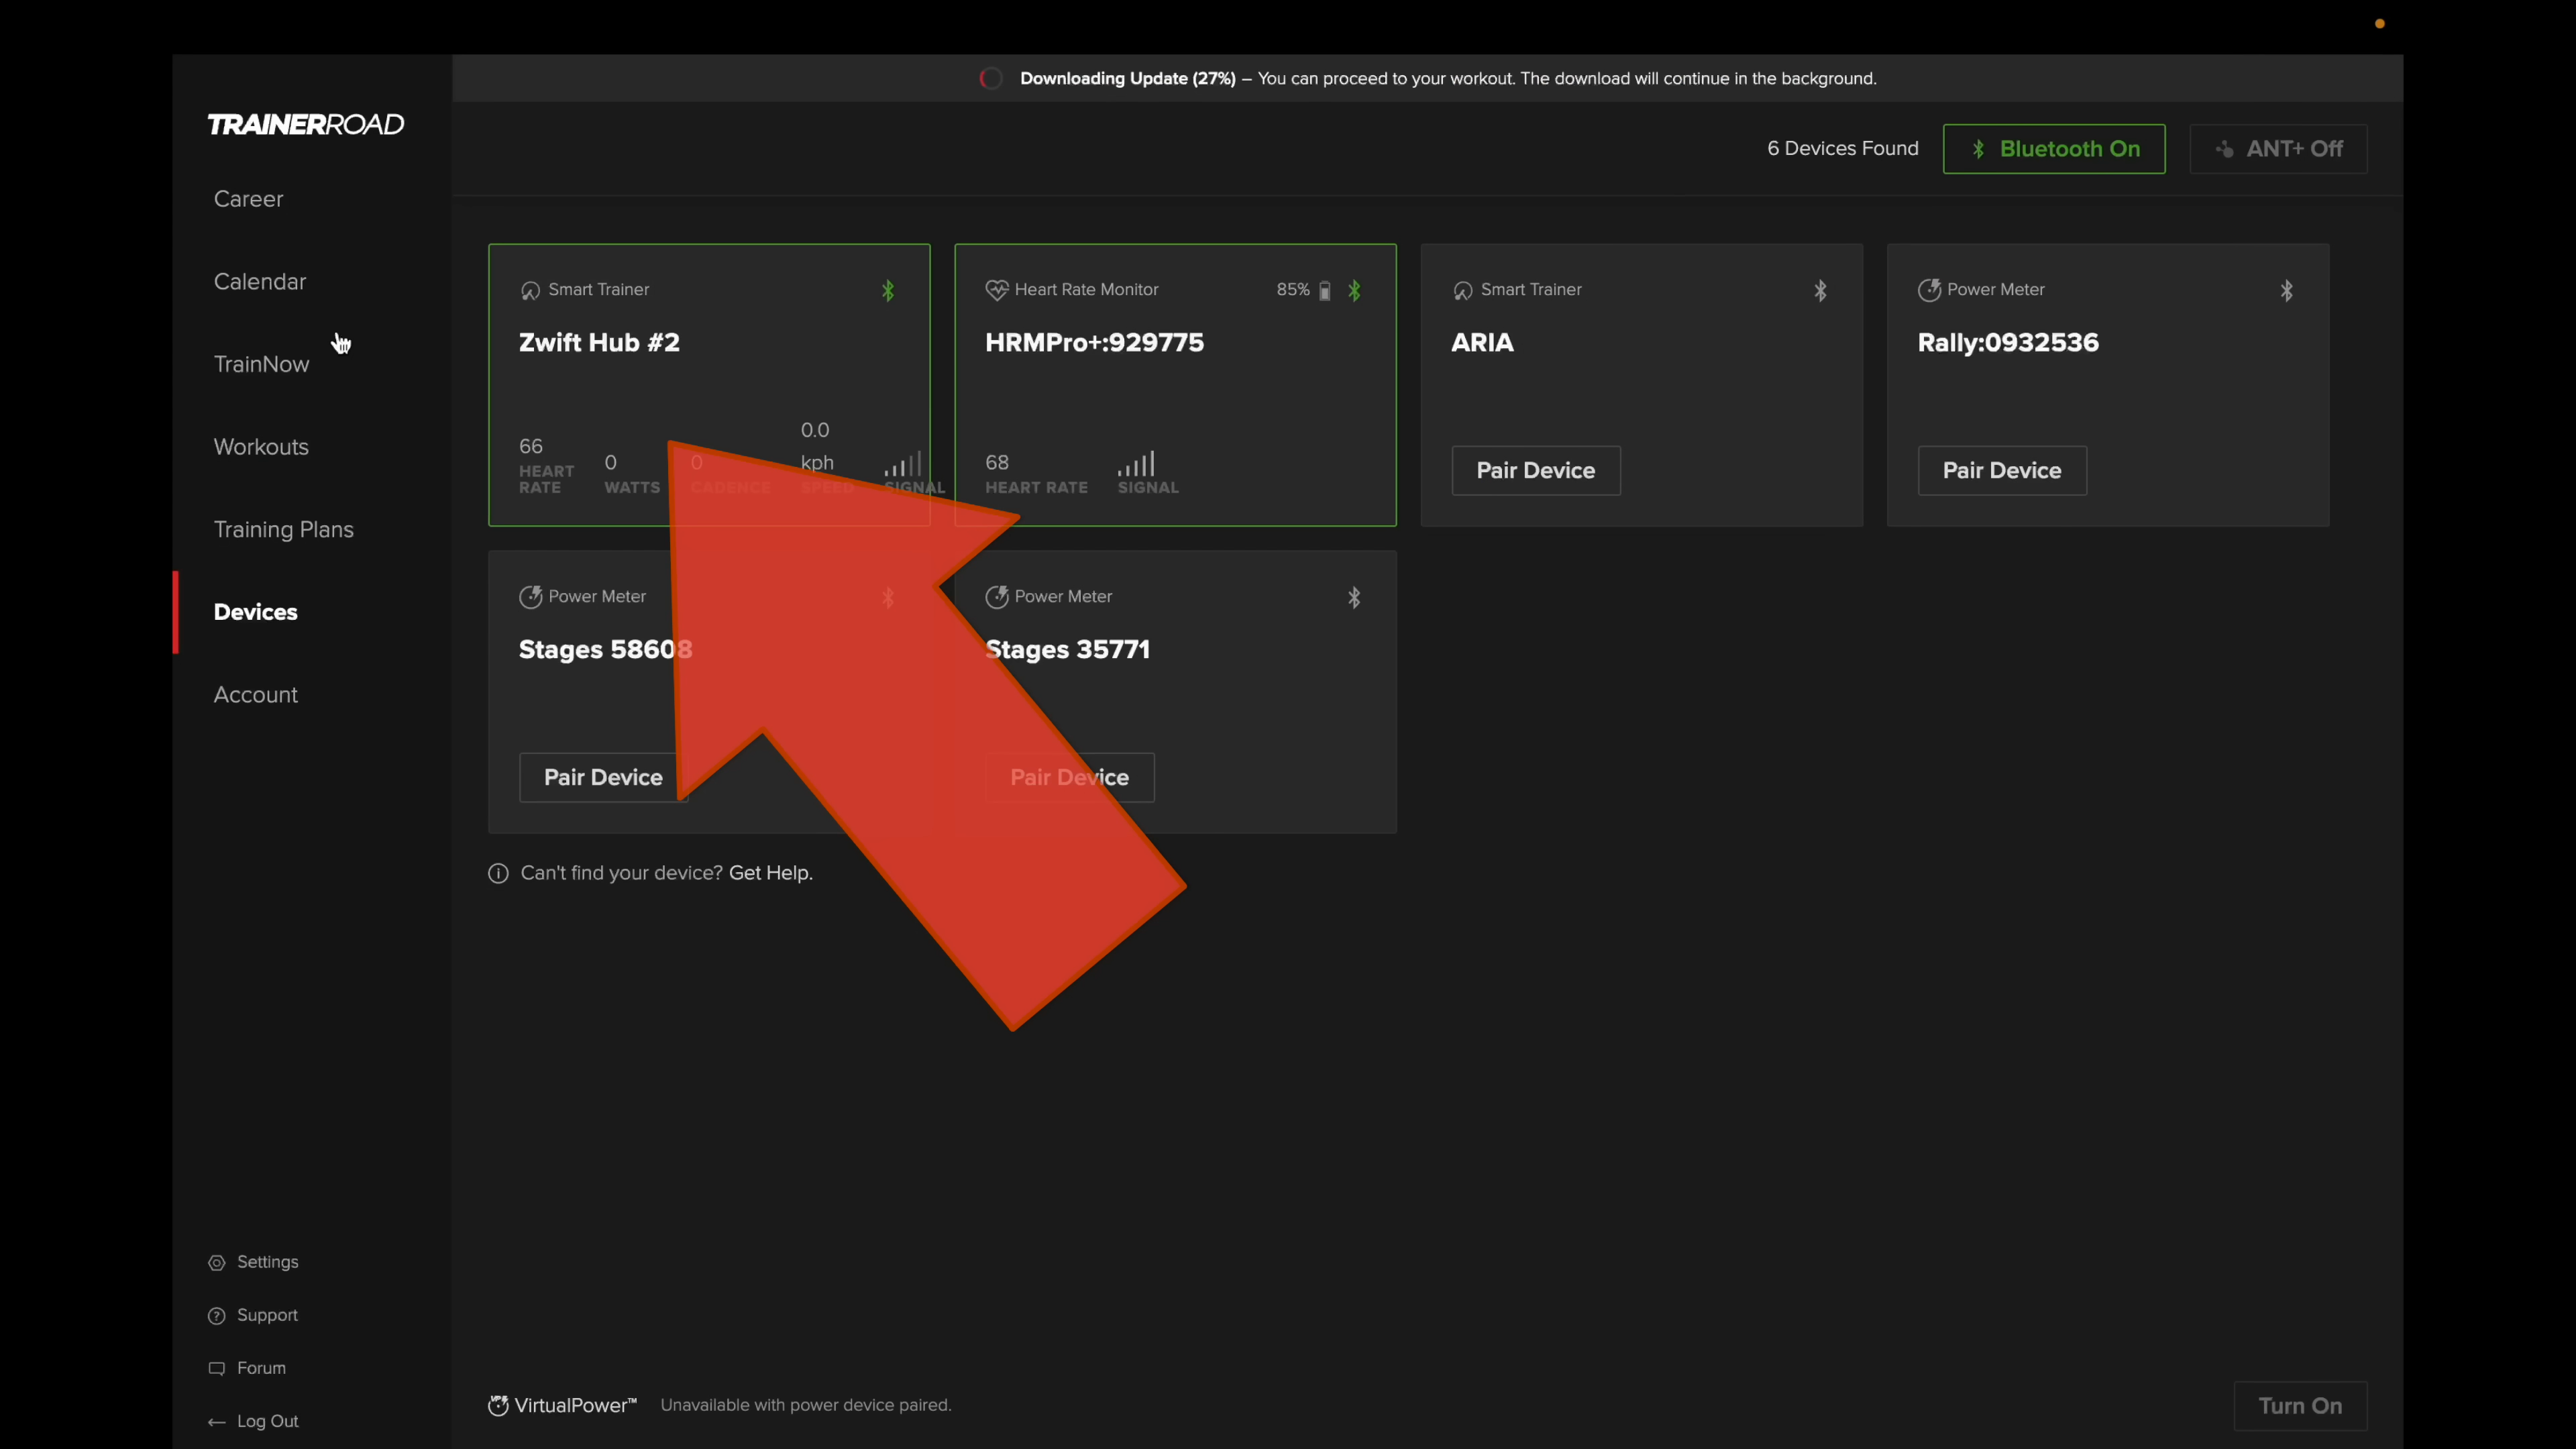 Downloading Update (27%) – You can proceed to your workout. The download will continue in the background.
TRAINERROAD
6 Devices Found
Bluetooth On
ANT+ Off
Career
Calendar
TrainNow
Workouts
Training Plans
Devices
Account
Smart Trainer
Zwift Hub #2
66
HEART
RATE
0
WATTS
0
CADENCE
0.0
kph
SPEED
SIGNAL
Heart Rate Monitor
85%
HRMPro+:929775
68
HEART RATE
SIGNAL
Smart Trainer
ARIA
Pair Device
Power Meter
Rally:0932536
Pair Device
Power Meter
Stages 58608
Pair Device
Power Meter
Stages 35771
Pair Device
Can't find your device? Get Help.
Settings
Support
Forum
Log Out
VirtualPower™ Unavailable with power device paired.
Turn On